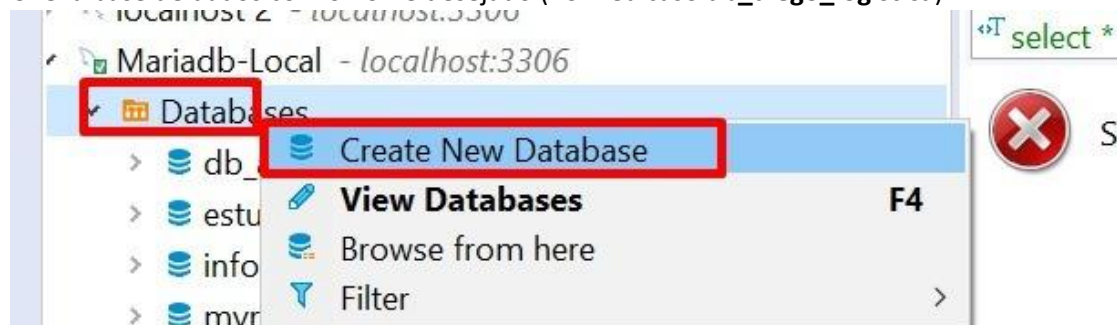 localhost 2 - localhost:3306
Mariadb-Local - localhost:3306
select *
Databases
Create New Database
db_
View Databases F4
estu
Browse from here
info
Filter